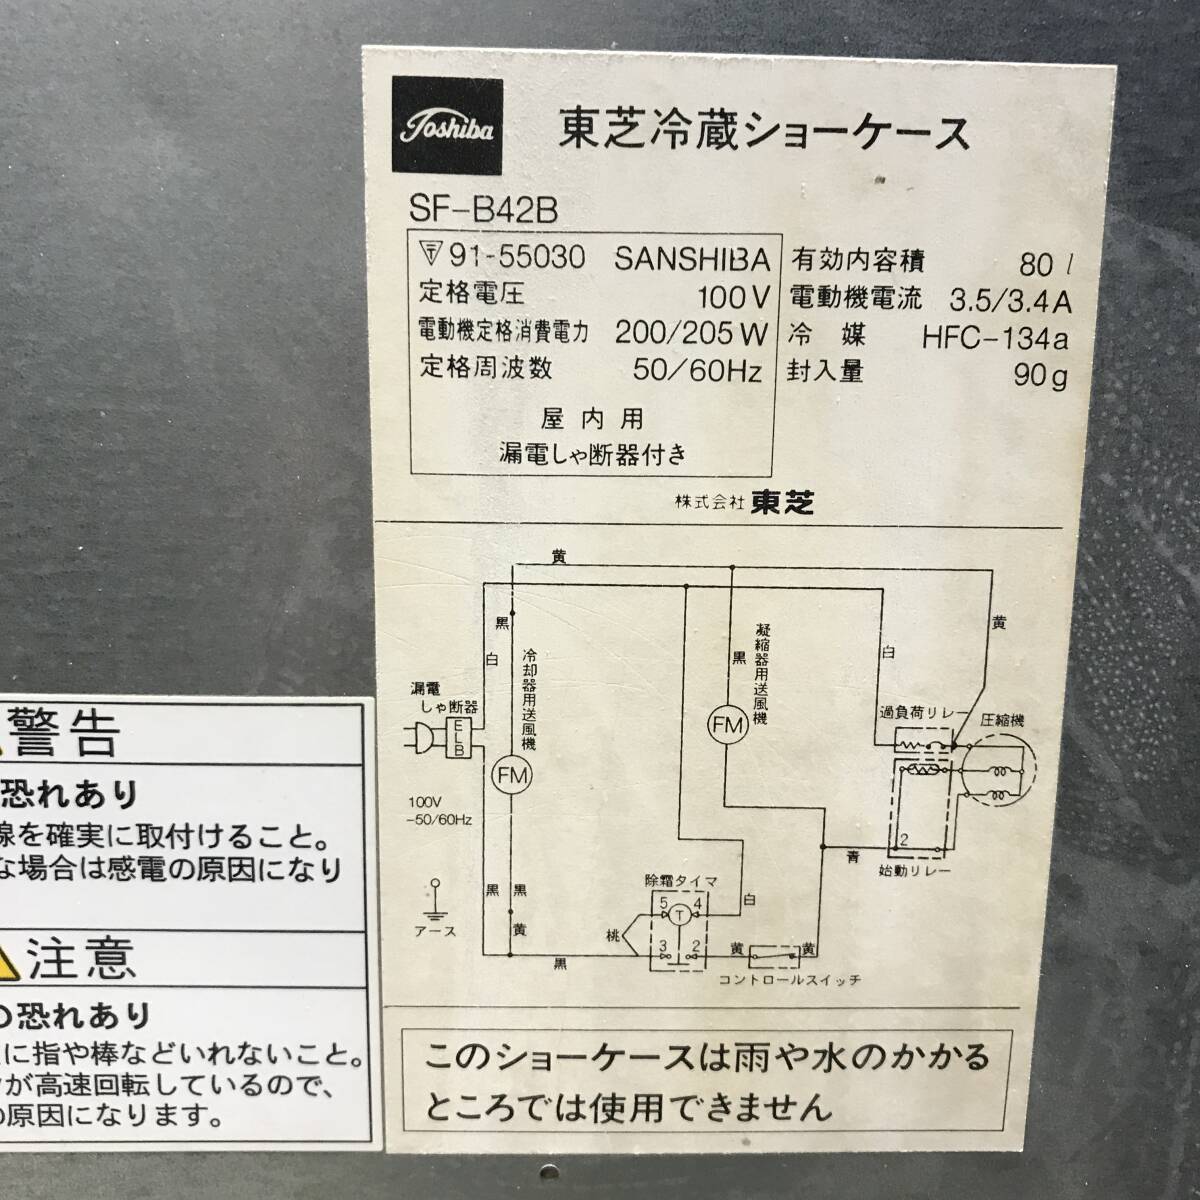 Toshiba
東芝冷蔵ショーケース
SF-B42B
〒91-55030 SANSHIBA
定格電圧 100V
電動機定格消費電力 200/205W
定格周波数 50/60Hz
屋内用
漏電しゃ断器付き
有効内容積 80l
電動機電流 3.5/3.4A
冷媒 HFC-134a
封入量 90g
株式会社 東芝
黄
黒
白
冷却器用送風機
黒
凝縮器用送風機
白
黄
漏電
しゃ断器
ELB
FM
FM
過負荷リレー
圧縮機
100V
-50/60Hz
2
青
始動リレー
アース
黒
黒
黄
黒
桃
除霜タイマ
5
4
T
3
2
白
黄
黄
コントロールスイッチ
このショーケースは雨や水のかかる
ところでは使用できません
警告
恐れあり
線を確実に取付けること。
な場合は感電の原因になり
注意
の恐れあり
に指や棒などいれないこと。
が高速回転しているので、
の原因になります。